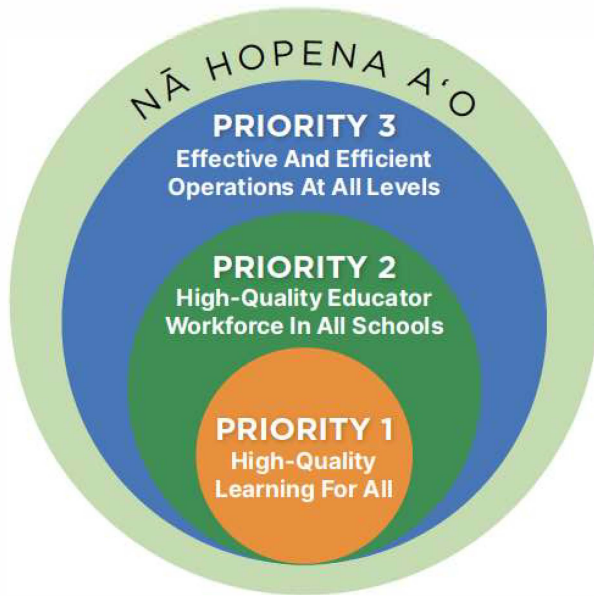 NĀ HOPENA AʻO
PRIORITY 3
Effective And Efficient
Operations At All Levels
PRIORITY 2
High-Quality Educator
Workforce In All Schools
PRIORITY 1
High-Quality
Learning For All